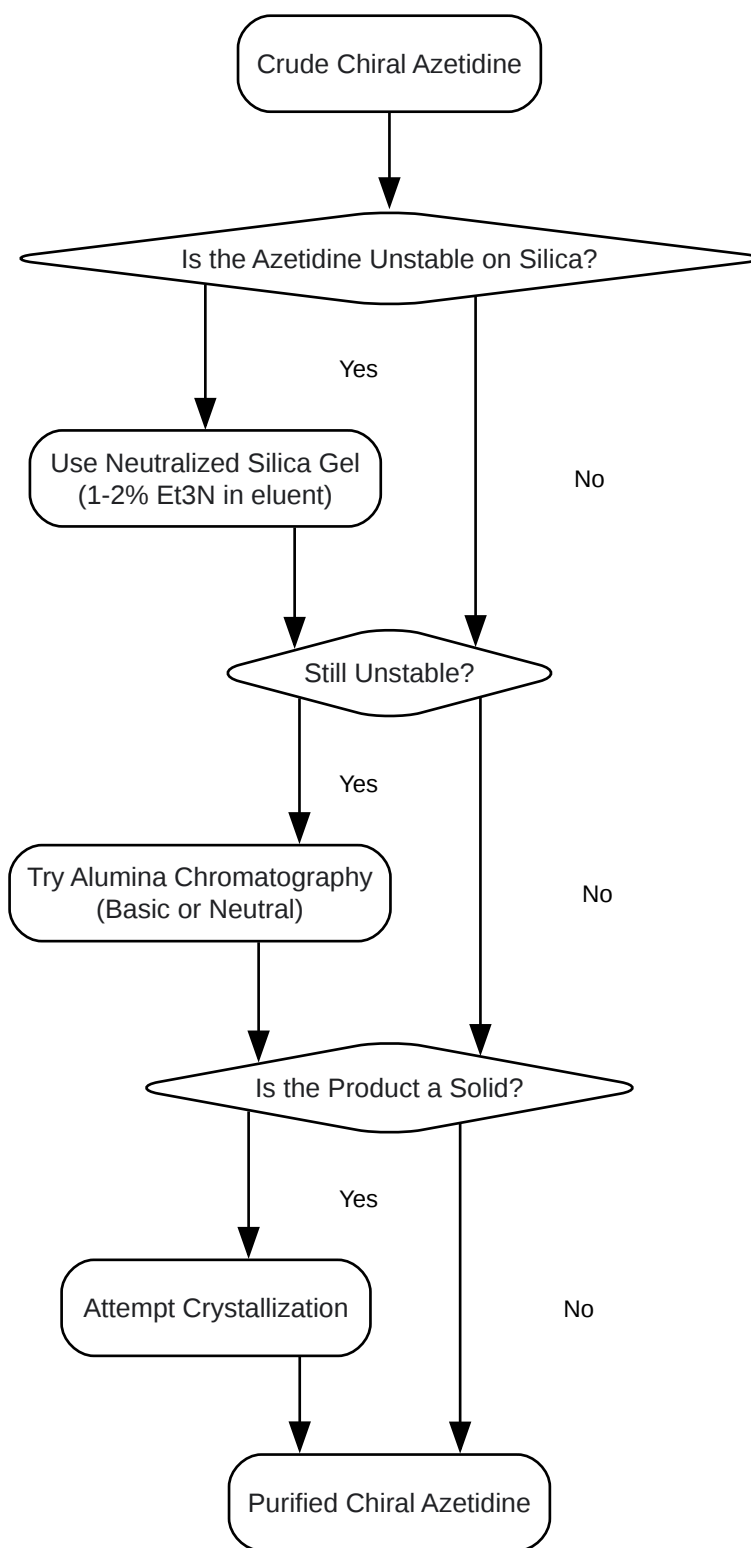 Crude Chiral Azetidine
Is the Azetidine Unstable on Silica?
Yes
Use Neutralized Silica Gel
(1-2% Et3N in eluent)
No
Still Unstable?
Yes
Try Alumina Chromatography
(Basic or Neutral)
No
Is the Product a Solid?
Yes
Attempt Crystallization
No
Purified Chiral Azetidine